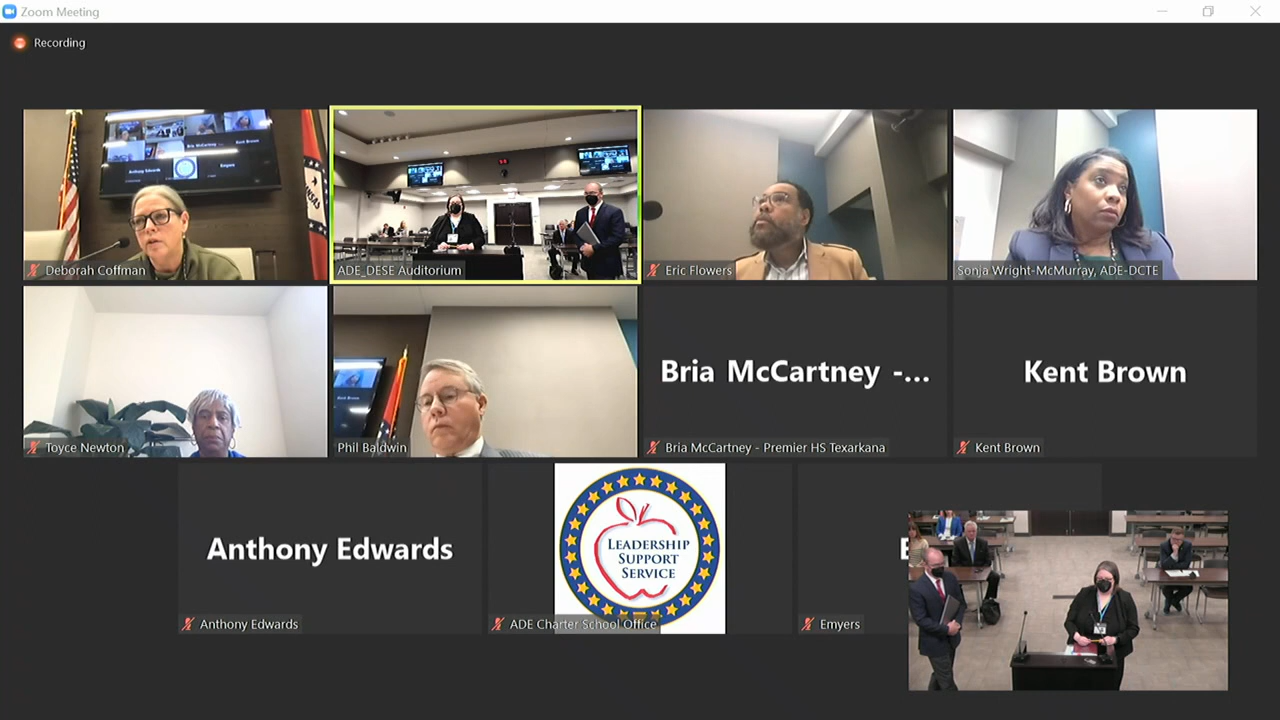 Zoom Meeting
Recording
Deborah Coffman
ADE_DESE Auditorium
Eric Flowers
Sonja Wright-McMurray, ADE-DCTE
Toyce Newton
Phil Baldwin
Bria McCartney -...
Bria McCartney - Premier HS Texarkana
Kent Brown
Kent Brown
Anthony Edwards
Anthony Edwards
LEADERSHIP
SUPPORT
SERVICE
ADE Charter School Office
Emyers